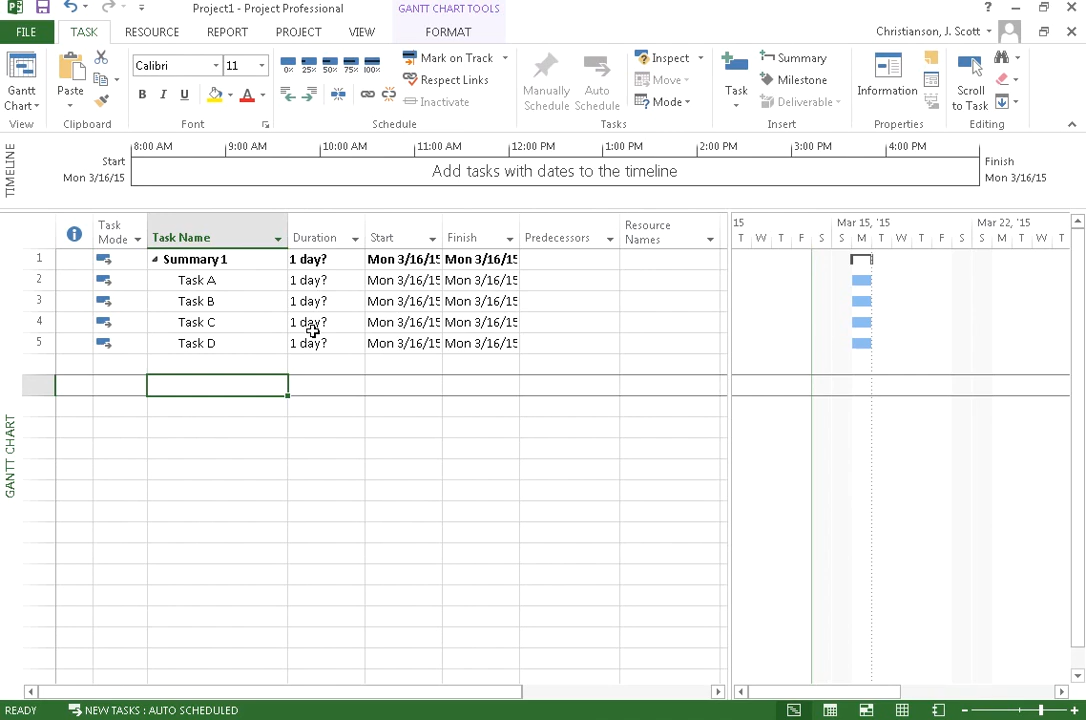 Project1 - Project Professional
GANTT CHART TOOLS
?
FILE
TASK
RESOURCE
REPORT
PROJECT
VIEW
FORMAT
Christianson, J. Scott
Gantt
Chart
View
Paste
Clipboard
Calibri
11
B I U
A
Font
0% 25% 50% 75% 100%
Mark on Track
Respect Links
Inactivate
Schedule
Manually
Schedule
Auto
Schedule
Inspect
Move
Mode
Tasks
Task
Summary
Milestone
Deliverable
Insert
Information
Properties
Scroll
to Task
Editing
TIMELINE
Start
Mon 3/16/15
8:00 AM 9:00 AM 10:00 AM 11:00 AM 12:00 PM 1:00 PM 2:00 PM 3:00 PM 4:00 PM
Add tasks with dates to the timeline
Finish
Mon 3/16/15
GANTT CHART
Task
Mode
Task Name
Duration
Start
Finish
Predecessors
Resource
Names
15 Mar 15, '15 Mar 22, '15
T W T F S S M T W T F S S M T W T
1 Summary 1 1 day? Mon 3/16/15 Mon 3/16/15
2 Task A 1 day? Mon 3/16/15 Mon 3/16/15
3 Task B 1 day? Mon 3/16/15 Mon 3/16/15
4 Task C 1 day? Mon 3/16/15 Mon 3/16/15
5 Task D 1 day? Mon 3/16/15 Mon 3/16/15
READY
NEW TASKS : AUTO SCHEDULED